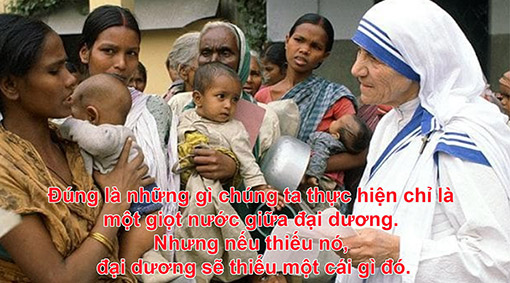 Đúng là những gì chúng ta thực hiện chỉ là
một giọt nước giữa đại dương.
Nhưng nếu thiếu nó,
đại dương sẽ thiếu một cái gì đó.